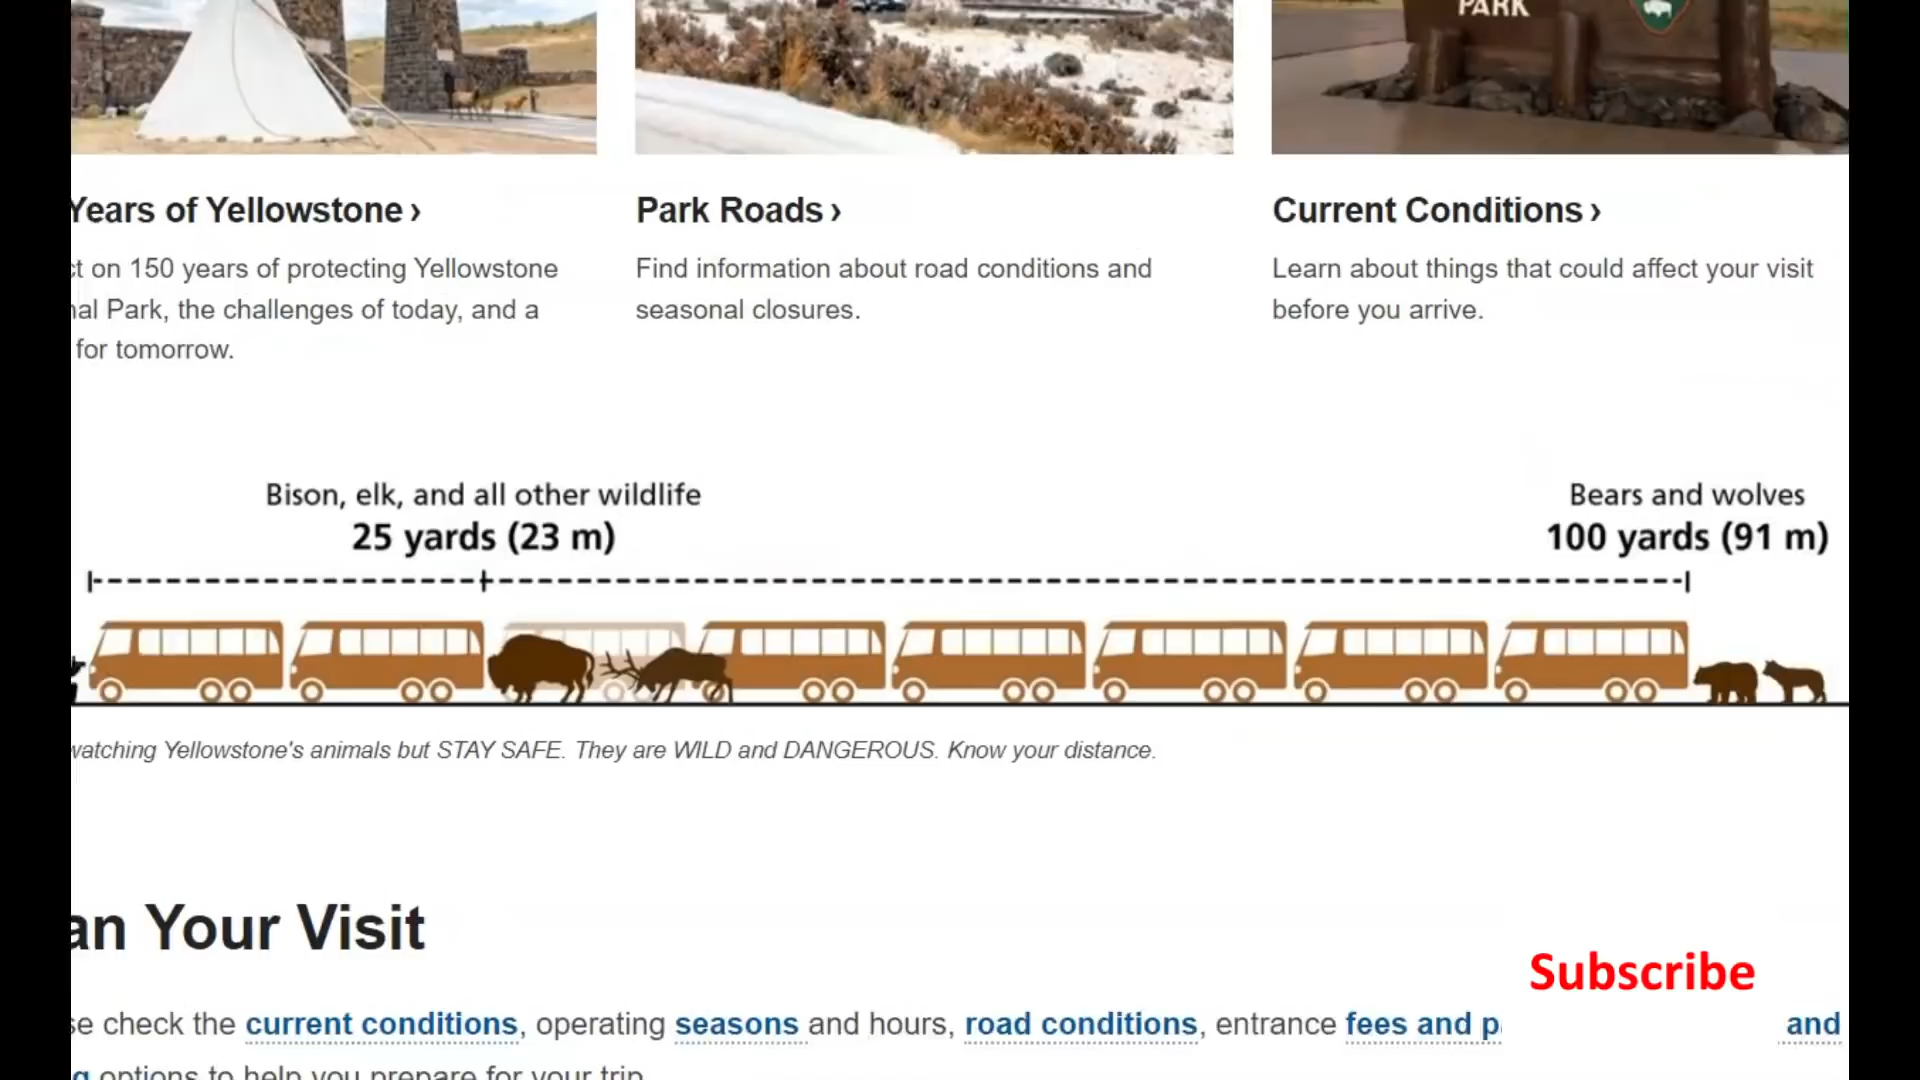 PARK
Years of Yellowstone ›
Park Roads ›
Current Conditions ›
on 150 years of protecting Yellowstone
Park, the challenges of today, and a
for tomorrow.
Find information about road conditions and
seasonal closures.
Learn about things that could affect your visit
before you arrive.
Bison, elk, and all other wildlife
25 yards (23 m)
Bears and wolves
100 yards (91 m)
watching Yellowstone's animals but STAY SAFE. They are WILD and DANGEROUS. Know your distance.
an Your Visit
Subscribe
se check the current conditions, operating seasons and hours, road conditions, entrance fees and p and
options to help you prepare for your trip.